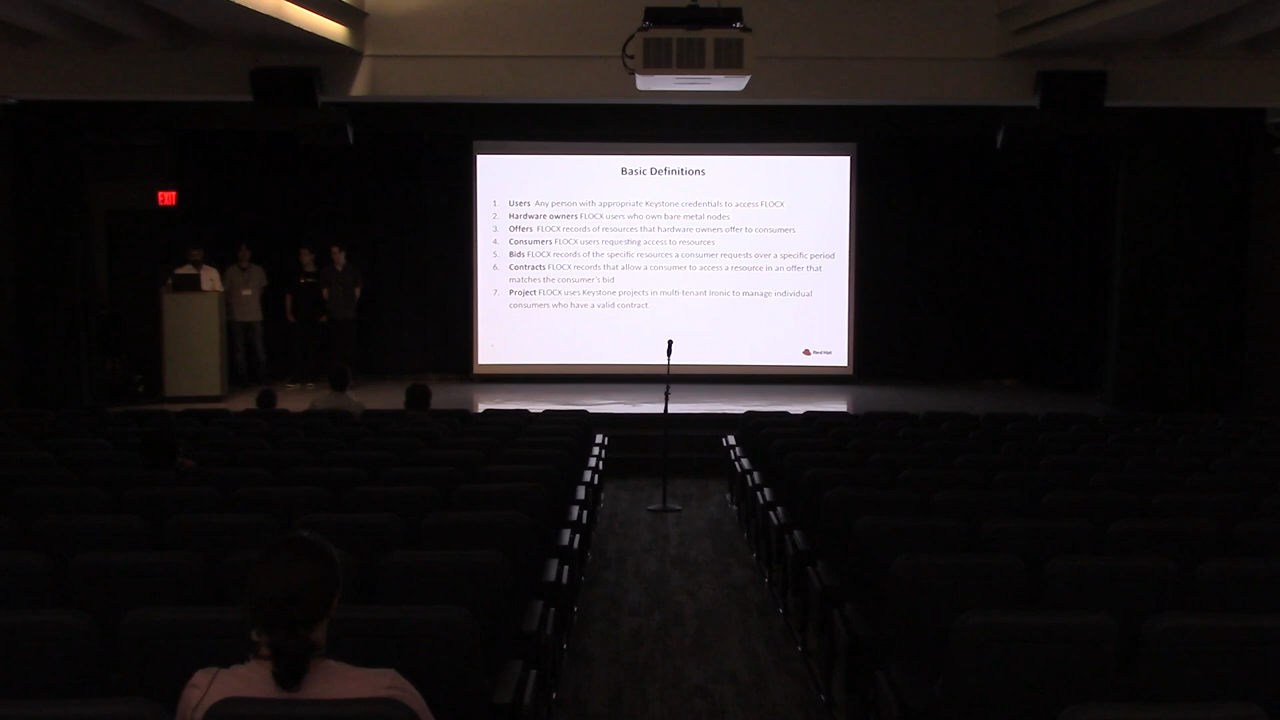 EXIT
Basic Definitions
1. Users Any person with appropriate Keystone credentials to access FLOCX
2. Hardware owners FLOCX users who own bare metal nodes
3. Offers FLOCX records of resources that hardware owners offer to consumers
4. Consumers FLOCX users requesting access to resources
5. Bids FLOCX records of the specific resources a consumer requests over a specific period
6. Contracts FLOCX records that allow a consumer to access a resource in an offer that
matches the consumer's bid
7. Project FLOCX uses Keystone projects in multi-tenant Ironic to manage individual
consumers who have a valid contract.
Red Hat